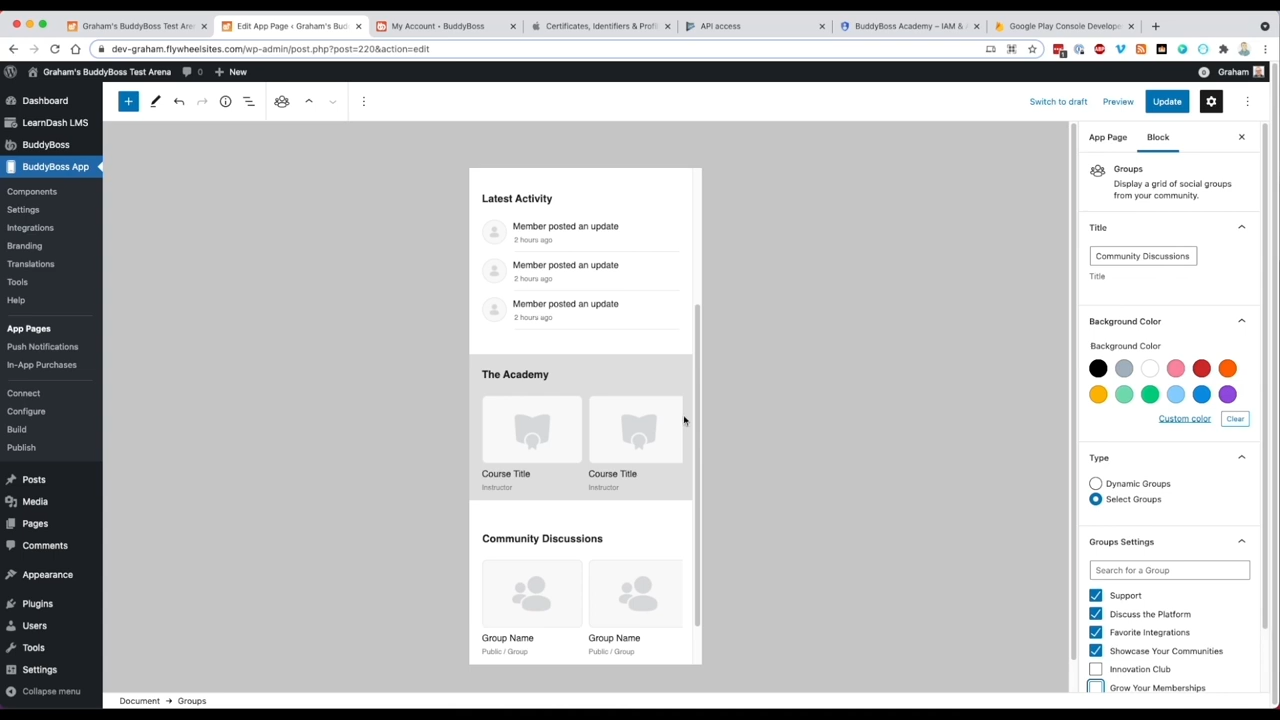 Graham's BuddyBoss Test Aren
Edit App Page ‹ Graham's Bud
My Account - BuddyBoss
Certificates, Identifiers & Profi
API access
BuddyBoss Academy – IAM & A
Google Play Console Develope
dev-graham.flywheelsites.com/wp-admin/post.php?post=220&action=edit
Graham's BuddyBoss Test Arena 0 New Graham
Dashboard
LearnDash LMS
BuddyBoss
BuddyBoss App
Components
Settings
Integrations
Branding
Translations
Tools
Help
App Pages
Push Notifications
In-App Purchases
Connect
Configure
Build
Publish
Posts
Media
Pages
Comments
Appearance
Plugins
Users
Tools
Settings
Collapse menu
Switch to draft Preview Update
Latest Activity
Member posted an update
2 hours ago
Member posted an update
2 hours ago
Member posted an update
2 hours ago
The Academy
Course Title Course Title
Instructor Instructor
Community Discussions
Group Name Group Name
Public / Group Public / Group
App Page Block
Groups
Display a grid of social groups
from your community.
Title
Community Discussions
Title
Background Color
Background Color
Custom color Clear
Type
Dynamic Groups
Select Groups
Groups Settings
Search for a Group
Support
Discuss the Platform
Favorite Integrations
Showcase Your Communities
Innovation Club
Grow Your Memberships
Document → Groups